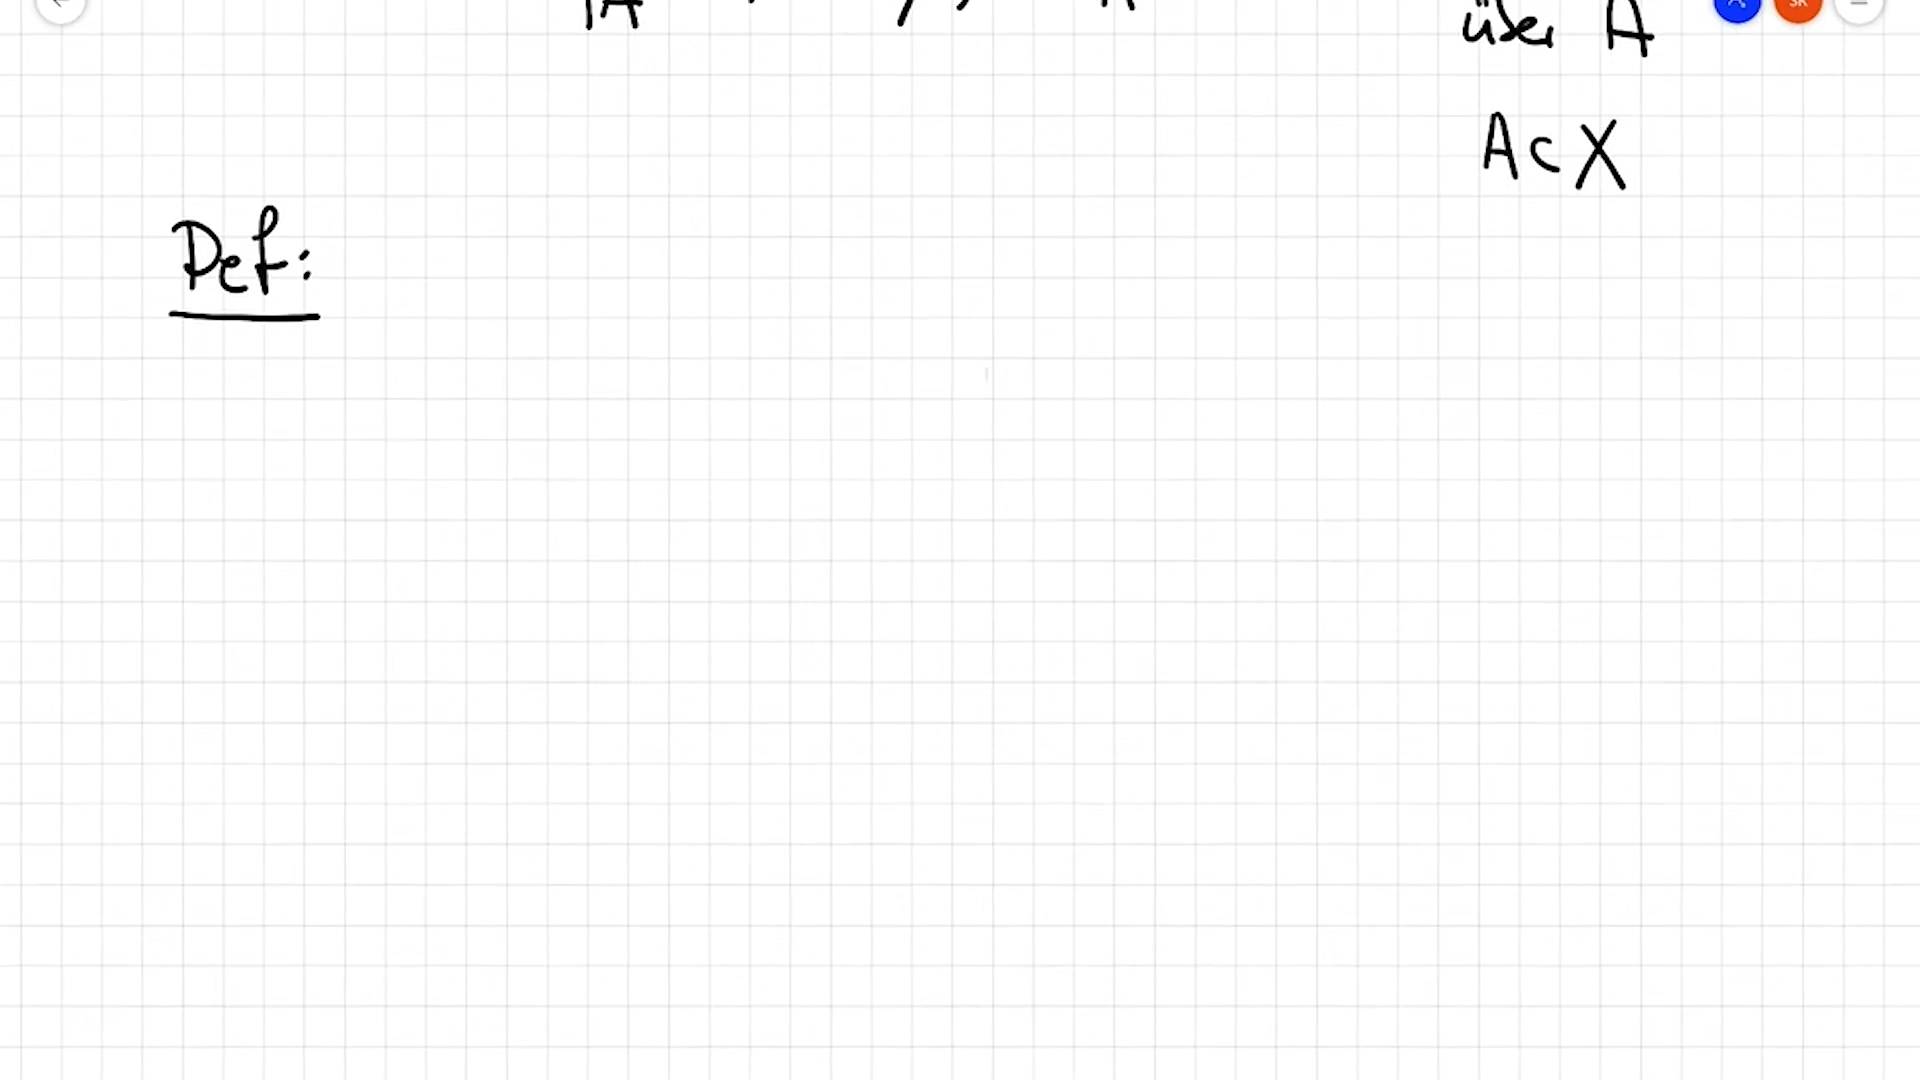 über A
A ⊂ X
Def: